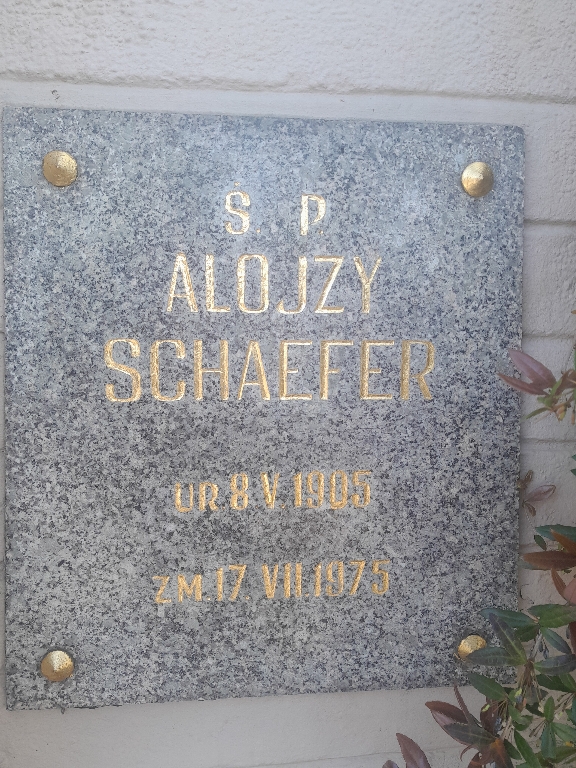 Ś. P.
ALOJZY
SCHAEFER
UR. 8 V. 1905
ZM. 17. VII 1975